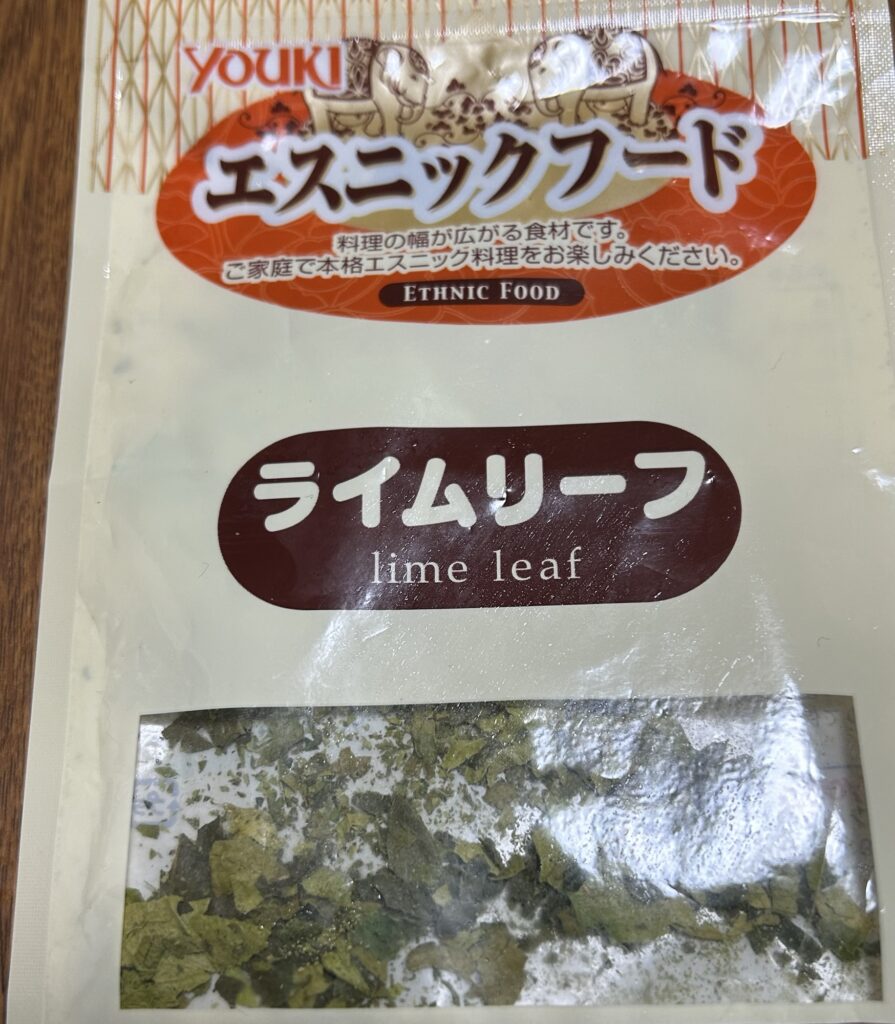 YOUKI
エスニックフード
料理の幅が広がる食材です。
ご家庭で本格エスニック料理をお楽しみください。
ETHNIC FOOD
ライムリーフ
lime leaf